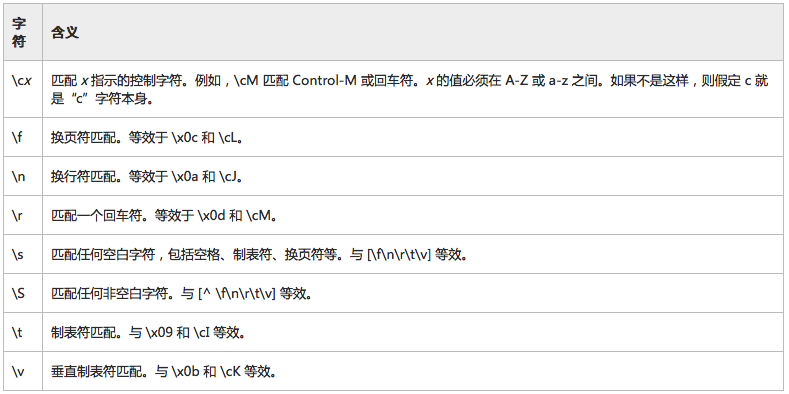 字符 含义
\cx 匹配 x 指示的控制字符。例如，\cM 匹配 Control-M 或回车符。x 的值必须在 A-Z 或 a-z 之间。如果不是这样，则假定 c 就
是“c”字符本身。
\f 换页符匹配。等效于 \x0c 和 \cL。
\n 换行符匹配。等效于 \x0a 和 \cJ。
\r 匹配一个回车符。等效于 \x0d 和 \cM。
\s 匹配任何空白字符，包括空格、制表符、换页符等。与 [\f\n\r\t\v] 等效。
\S 匹配任何非空白字符。与 [^ \f\n\r\t\v] 等效。
\t 制表符匹配。与 \x09 和 \cI 等效。
\v 垂直制表符匹配。与 \x0b 和 \cK 等效。